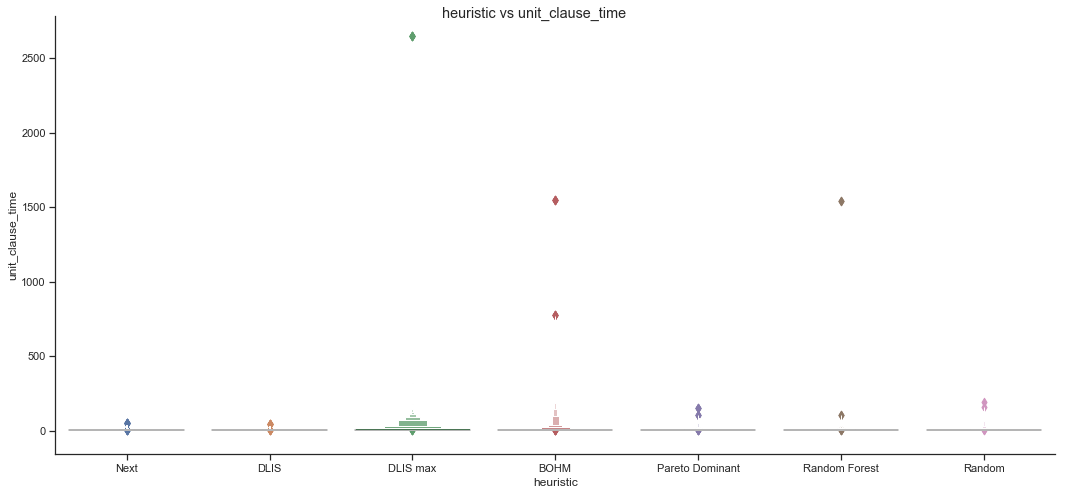 heuristic vs unit_clause_time
unit_clause_time
2500
2000
1500
1000
500
0
Next DLIS DLIS max BOHM Pareto Dominant Random Forest Random
heuristic